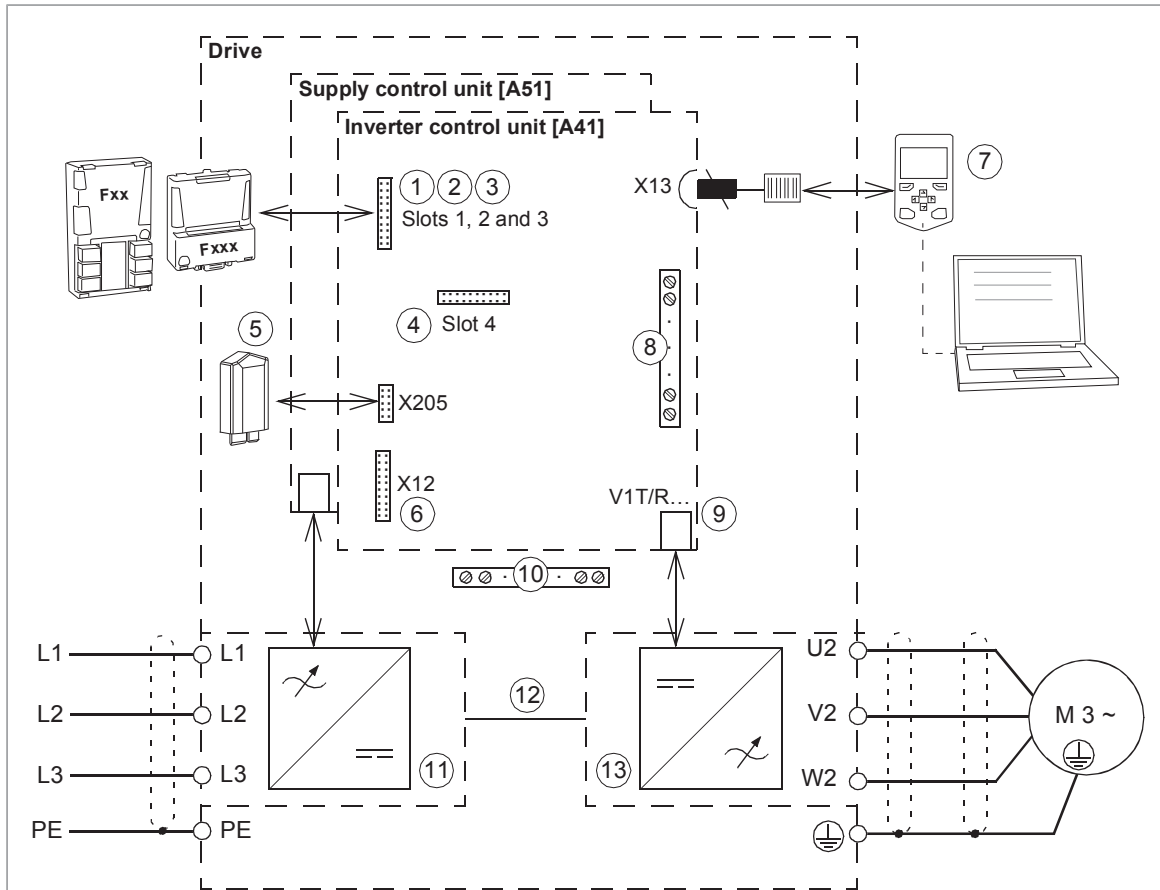 Drive
Supply control unit [A51]
Inverter control unit [A41]
Fxx
Fxxx
1 2 3
Slots 1, 2 and 3
X13
7
4 Slot 4
5
8
X205
X12
6
V1T/R...
9
10
L1 L1
L2 L2
L3 L3
PE PE
11
12
13
U2
V2
W2
M 3 ~